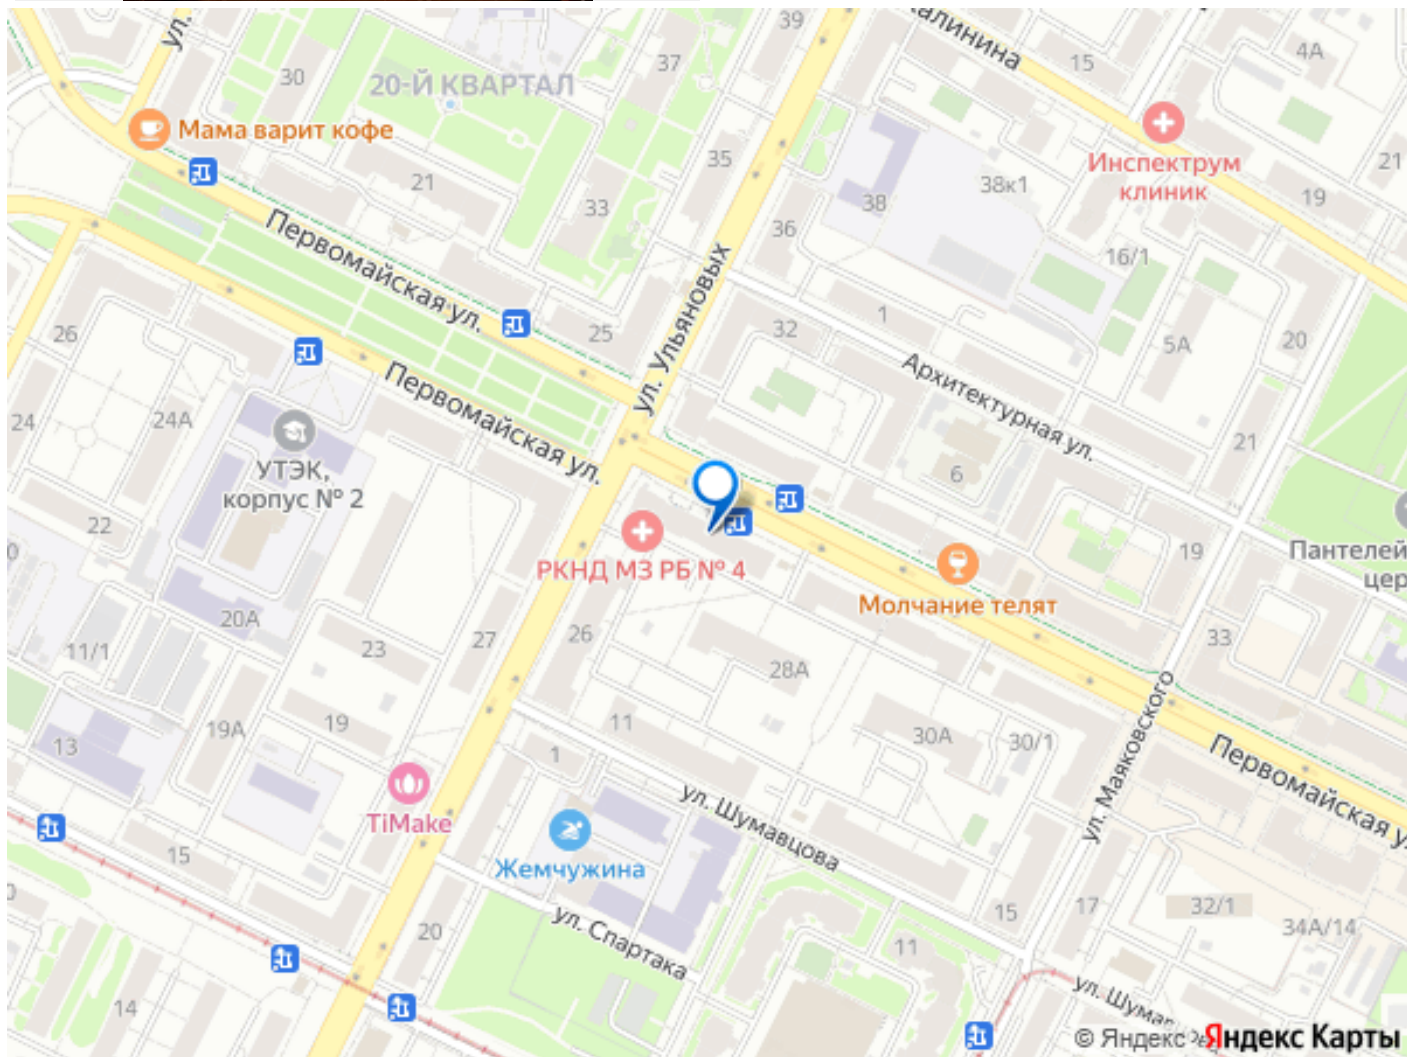 ул.
39
Калинина
15
4А
37
30
20-Й КВАРТАЛ
Мама варит кофе
35
Инспектрум
клиник
21
21
38к1
19
33
38
36
Первомайская ул.
16/1
ул. Ульяновых
1
26
25
32
20
5А
Первомайская ул.
Архитектурная ул.
24
24А
21
УТЭК,
корпус № 2
6
22
19
РКНД МЗ РБ № 4
Пантелей
цер
Молчание телят
20А
11/1
23
27
26
33
28А
19А
19
11
30А
30/1
13
1
ул. Маяковского
Первомайская у
TiMake
ул. Шумавцова
15
Жемчужина
20
ул. Спартака
15
17
32/1
34А/14
11
14
ул. Шумав
© Яндекс
Яндекс Карты